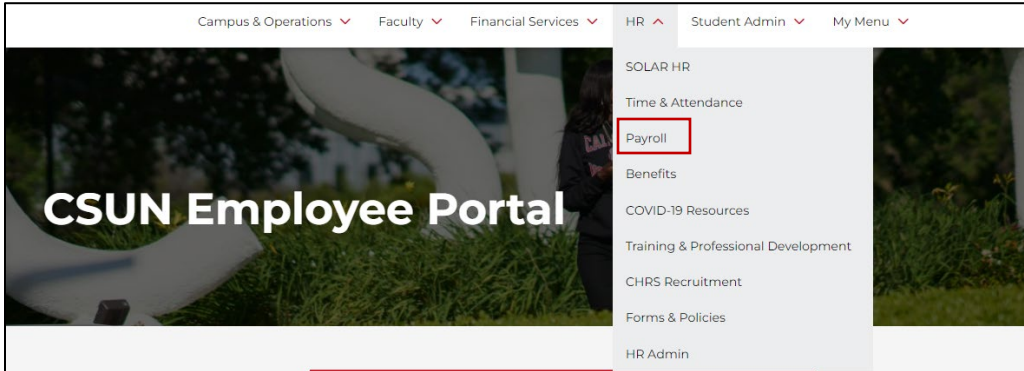 Campus & Operations Faculty Financial Services HR Student Admin My Menu
SOLAR HR
Time & Attendance
Payroll
Benefits
COVID-19 Resources
Training & Professional Development
CHRS Recruitment
Forms & Policies
HR Admin
CSUN Employee Portal